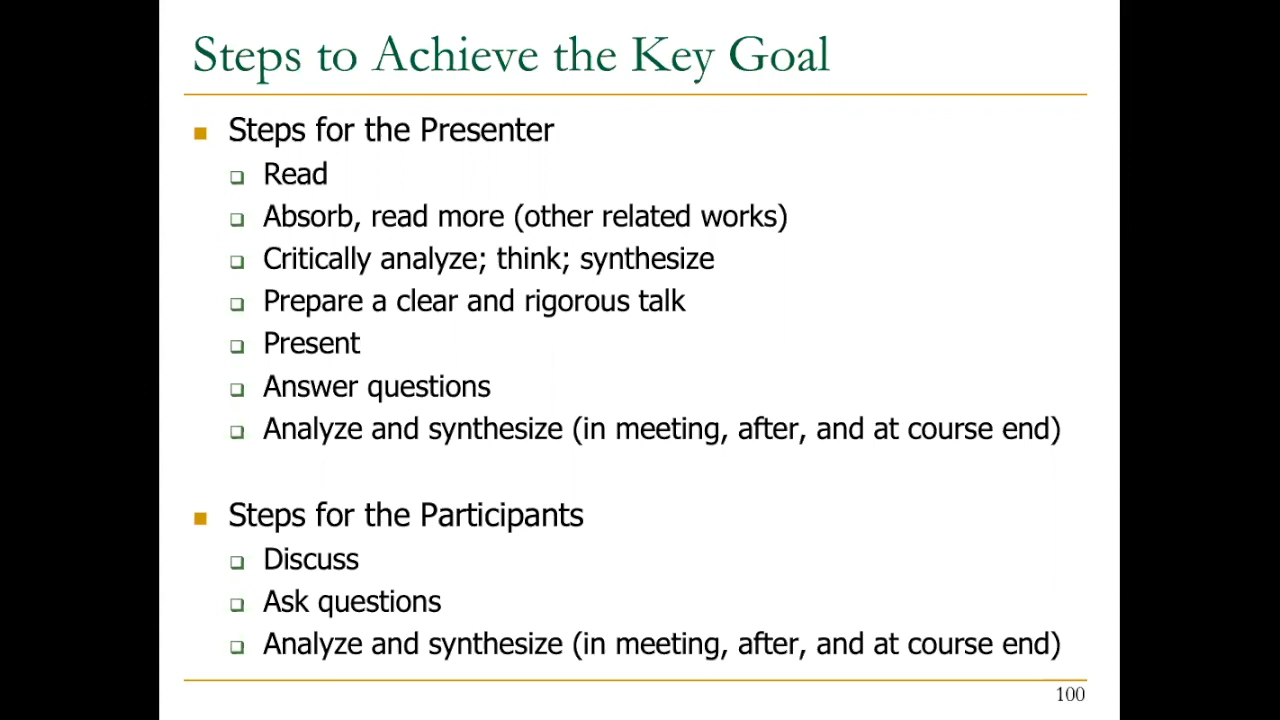 Steps to Achieve the Key Goal
Steps for the Presenter
Read
Absorb, read more (other related works)
Critically analyze; think; synthesize
Prepare a clear and rigorous talk
Present
Answer questions
Analyze and synthesize (in meeting, after, and at course end)
Steps for the Participants
Discuss
Ask questions
Analyze and synthesize (in meeting, after, and at course end)
100